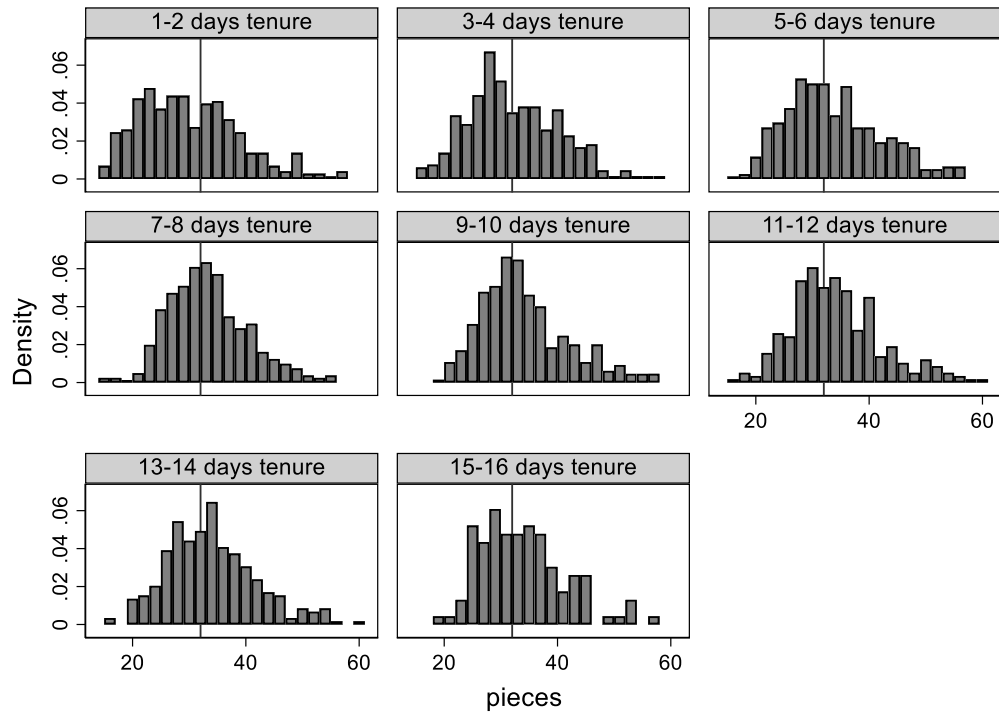 1-2 days tenure
3-4 days tenure
5-6 days tenure
0 .02 .04 .06
7-8 days tenure
9-10 days tenure
11-12 days tenure
0 .02 .04 .06
20 40 60
13-14 days tenure
15-16 days tenure
0 .02 .04 .06
20 40 60
20 40 60
Density
pieces